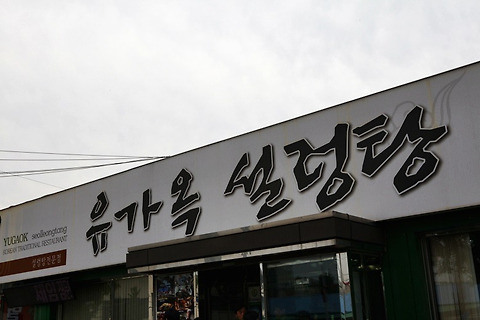 유가옥 설렁탕
YUGAOK seolleongtang
KOREAN TRADITIONAL RESTAURANT